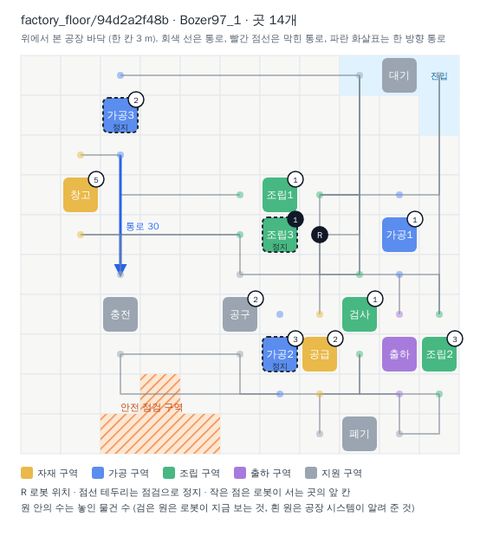 factory_floor/94d2a2f48b · Bozer97_1 · 곳 14개
위에서 본 공장 바닥 (한 칸 3 m). 회색 선은 통로, 빨간 점선은 막힌 통로, 파란 화살표는 한 방향 통로
대기
전립
2
가공3
정지
5
창고
1
조립1
1
조립3
정지
R
1
가공1
통로 30
충전
2
공구
1
검사
3
가공2
정지
2
공급
출하
3
조립2
안전 점검 구역
폐기
자재 구역
가공 구역
조립 구역
출하 구역
지원 구역
R 로봇 위치 · 점선 테두리는 점검으로 정지 · 작은 점은 로봇이 서는 곳의 앞 칸
원 안의 수는 놓인 물건 수 (검은 원은 로봇이 지금 보는 것, 흰 원은 공장 시스템이 알려 준 것)